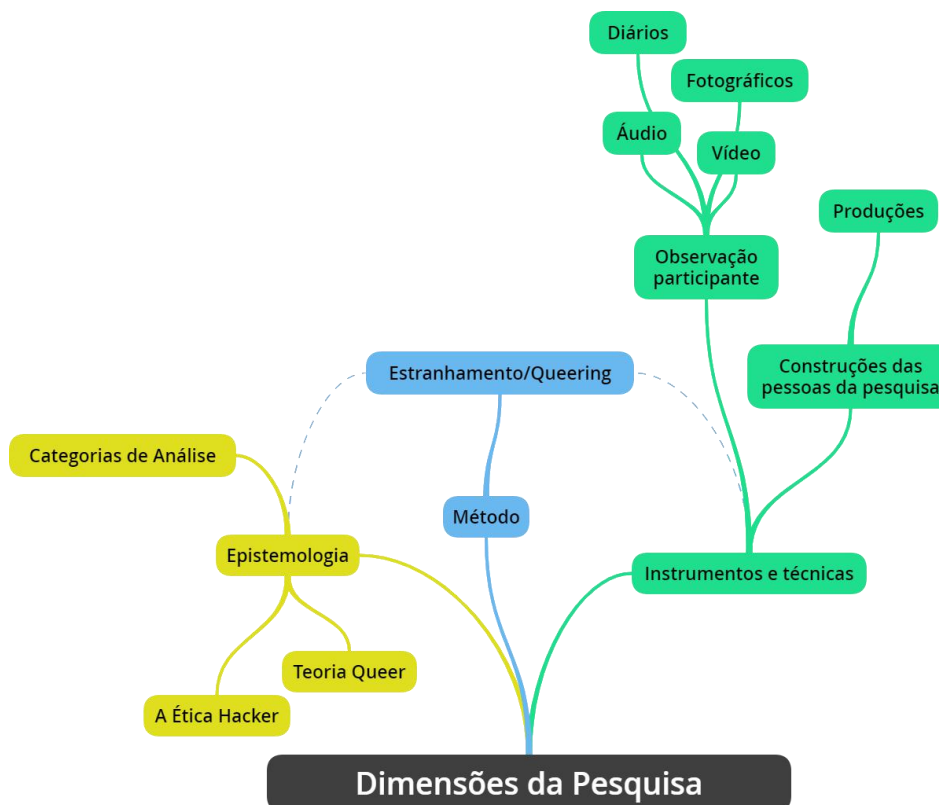 Diários
Fotográficos
Áudio
Vídeo
Produções
Observação
participante
Estranhamento/Queering
Construções das
pessoas da pesquisa
Categorias de Análise
Método
Epistemologia
Instrumentos e técnicas
Teoria Queer
A Ética Hacker
Dimensões da Pesquisa